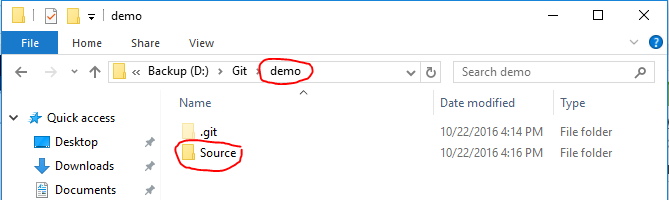 demo
File Home Share View
Backup (D:) Git demo Search demo
Name Date modified Type
Quick access
.git 10/22/2016 4:14 PM File folder
Desktop
Source 10/22/2016 4:16 PM File folder
Downloads
Documents